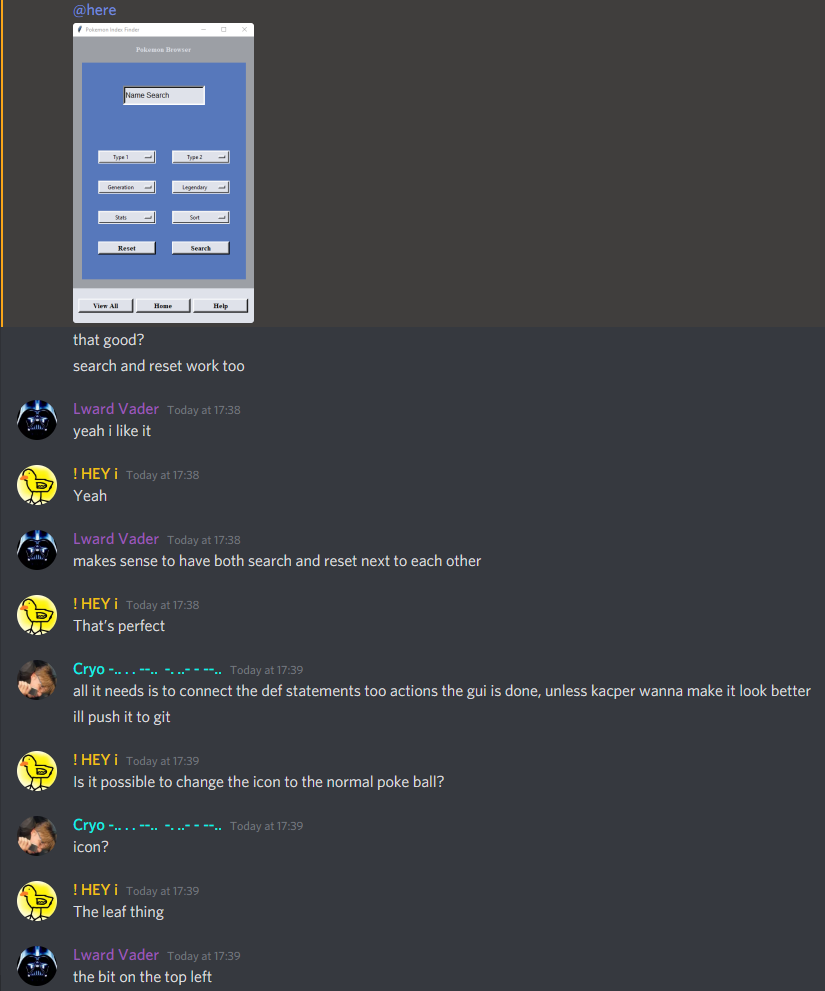 @here
Pokemon Index Finder
Pokemon Browser
Name Search
Type 1 Type 2
Generation Legendary
Stats Sort
Reset Search
View All Home Help
that good?
search and reset work too
Lward Vader Today at 17:38
yeah i like it
! HEY i Today at 17:38
Yeah
Lward Vader Today at 17:38
makes sense to have both search and reset next to each other
! HEY i Today at 17:38
That's perfect
Cryo -.. . . --.. -. ..- - --.. Today at 17:39
all it needs is to connect the def statements too actions the gui is done, unless kacper wanna make it look better
ill push it to git
! HEY i Today at 17:39
Is it possible to change the icon to the normal poke ball?
Cryo -.. . . --.. -. ..- - --.. Today at 17:39
icon?
! HEY i Today at 17:39
The leaf thing
Lward Vader Today at 17:39
the bit on the top left